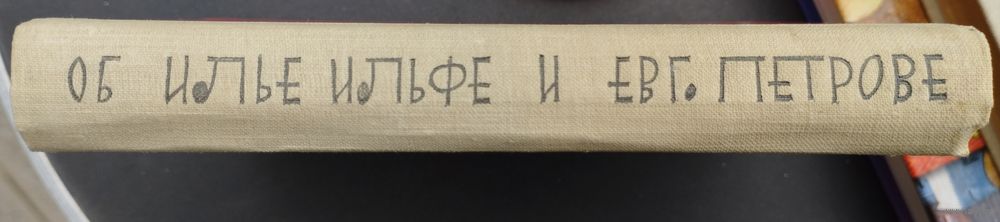 ОБ ИЛЬЕ ИЛЬФЕ И ЕВГ. ПЕТРОВЕ